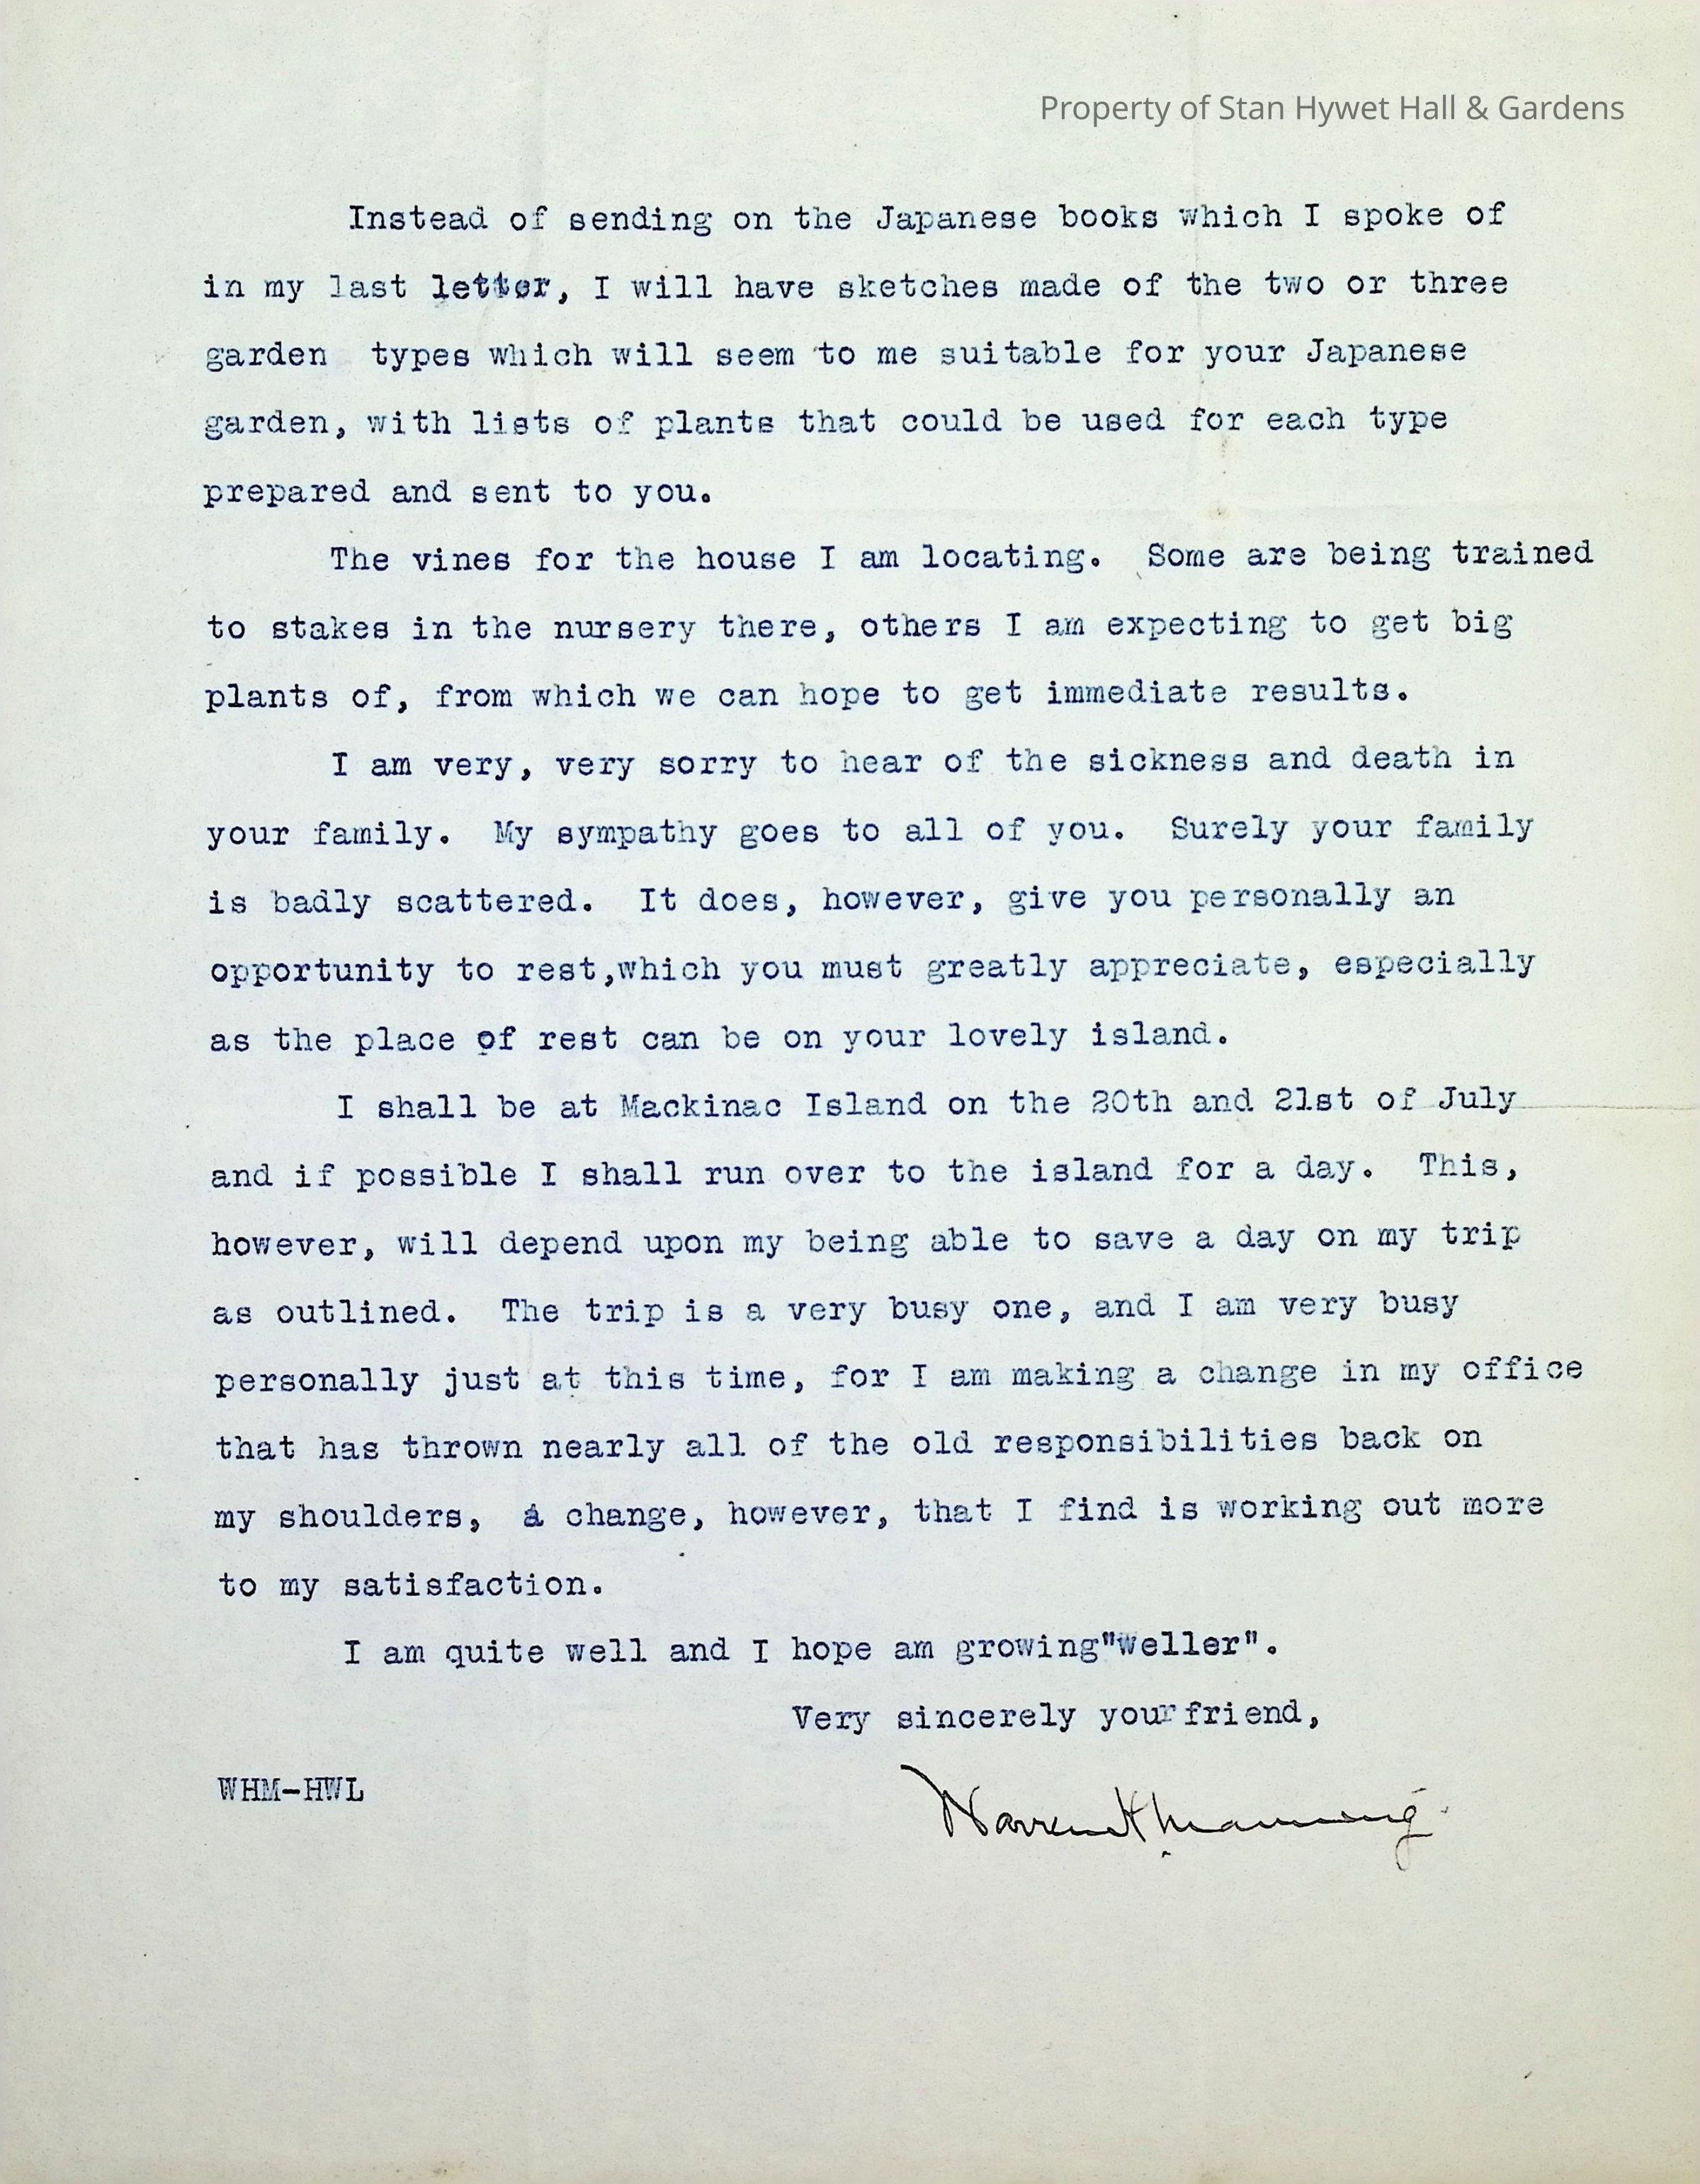 Property of Stan Hywet Hall & Gardens
Instead of sending on the Japanese books which I spoke of
in my last letter, I will have sketches made of the two or three
garden types which will seem to me suitable for your Japanese
garden, with lists of plants that could be used for each type
prepared and sent to you.
The vines for the house I am locating. Some are being trained
to stakes in the nursery there, others I am expecting to get big
plants of, from which we can hope to get immediate results.
I am very, very sorry to hear of the sickness and death in
your family. My sympathy goes to all of you. Surely your family
is badly scattered. It does, however, give you personally an
opportunity to rest,which you must greatly appreciate, especially
as the place of rest can be on your lovely island.
I shall be at Mackinac Island on the 20th and 21st of July
and if possible I shall run over to the island for a day. This,
however, will depend upon my being able to save a day on my trip
as outlined. The trip is a very busy one, and I am very busy
personally just at this time, for I am making a change in my office
that has thrown nearly all of the old responsibilities back on
my shoulders, a change, however, that I find is working out more
to my satisfaction.
I am quite well and I hope am growing"Weller".
Very sincerely your friend,
WHM-HWL
Warren H Manning